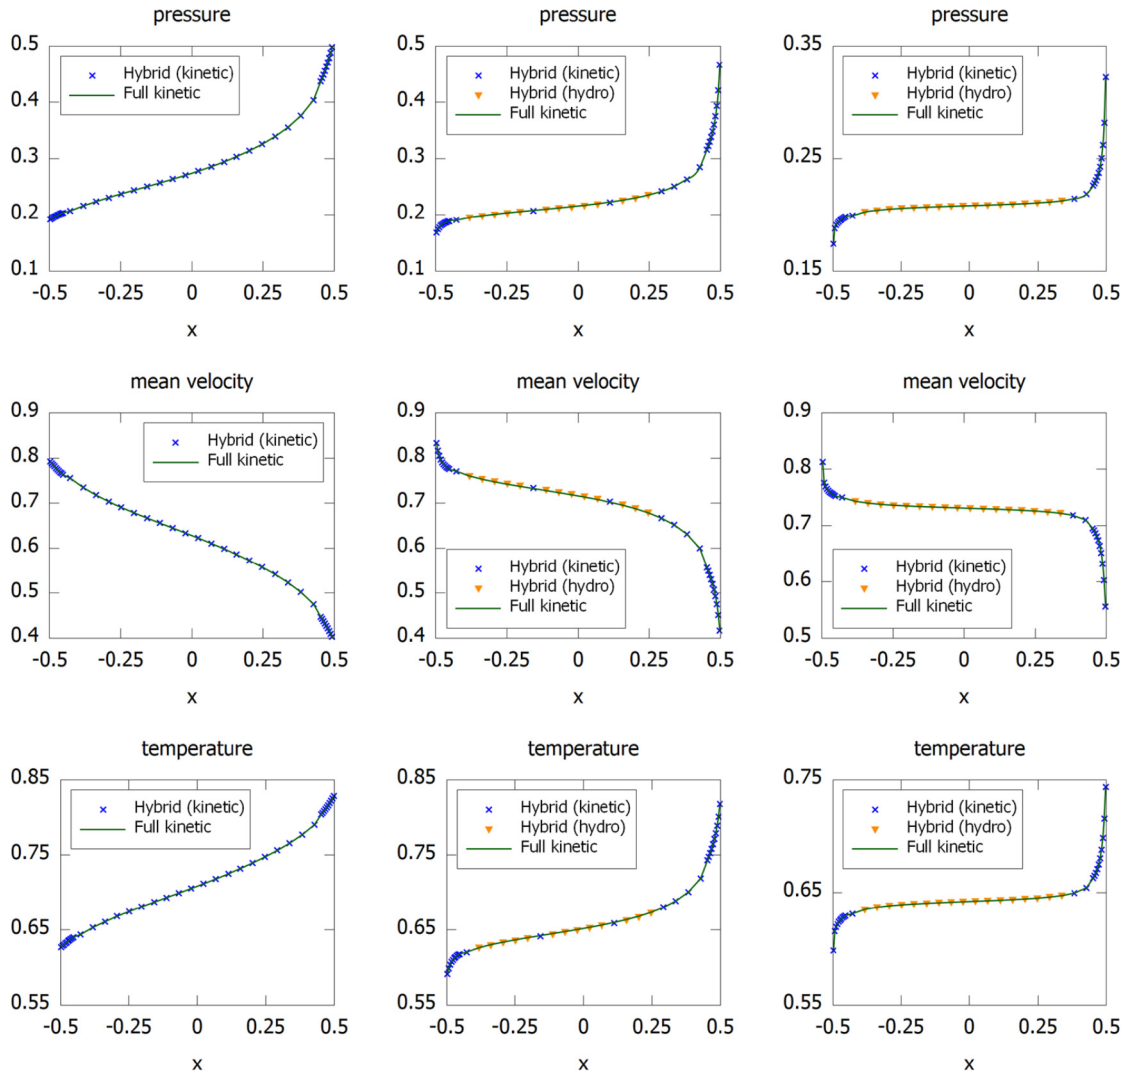 pressure
0.5
0.4
0.3
0.2
0.1
Hybrid (kinetic)
Full kinetic
-0.5 -0.25 0 0.25 0.5
x
pressure
0.5
0.4
0.3
0.2
0.1
Hybrid (kinetic)
Hybrid (hydro)
Full kinetic
-0.5 -0.25 0 0.25 0.5
x
pressure
0.35
0.25
0.15
Hybrid (kinetic)
Hybrid (hydro)
Full kinetic
-0.5 -0.25 0 0.25 0.5
x
mean velocity
0.9
0.8
0.7
0.6
0.5
0.4
Hybrid (kinetic)
Full kinetic
-0.5 -0.25 0 0.25 0.5
x
mean velocity
0.9
0.8
0.7
0.6
0.5
0.4
Hybrid (kinetic)
Hybrid (hydro)
Full kinetic
-0.5 -0.25 0 0.25 0.5
x
mean velocity
0.9
0.8
0.7
0.6
0.5
Hybrid (kinetic)
Hybrid (hydro)
Full kinetic
-0.5 -0.25 0 0.25 0.5
x
temperature
0.85
0.75
0.65
0.55
Hybrid (kinetic)
Full kinetic
-0.5 -0.25 0 0.25 0.5
x
temperature
0.85
0.75
0.65
0.55
Hybrid (kinetic)
Hybrid (hydro)
Full kinetic
-0.5 -0.25 0 0.25 0.5
x
temperature
0.75
0.65
0.55
Hybrid (kinetic)
Hybrid (hydro)
Full kinetic
-0.5 -0.25 0 0.25 0.5
x